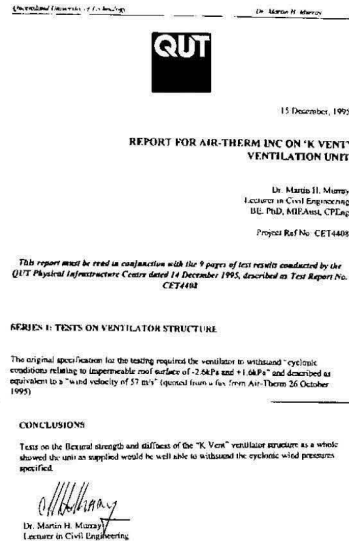 Queensland University of Technology Dr. Martin H. Murray
QUT
15 December, 1995
REPORT FOR AIR-THERM INC ON 'K VENT'
VENTILATION UNIT
Dr. Martin H. Murray
Lecturer in Civil Engineering
BE, PhD, MIEAust, CPEng
Project Ref No. CET4408
This report must be read in conjunction with the 9 pages of test results conducted by the
QUT Physical Infrastructure Centre dated 14 December 1995, described as Test Report No.
CET4408
SERIES 1: TESTS ON VENTILATOR STRUCTURE
The original specification for the testing required the ventilator to withstand "cyclonic
conditions relating to impermeable roof surface of -2.6kPa and +1.6kPa" and described as
equivalent to a "wind velocity of 57 m/s" (quoted from a fax from Air-Therm 26 October
1995)
CONCLUSIONS
Tests on the flexural strength and stiffness of the "K Vent" ventilator structure as a whole
showed the unit as supplied would be well able to withstand the cyclonic wind pressures
specified.
Dr. Martin H. Murray
Lecturer in Civil Engineering